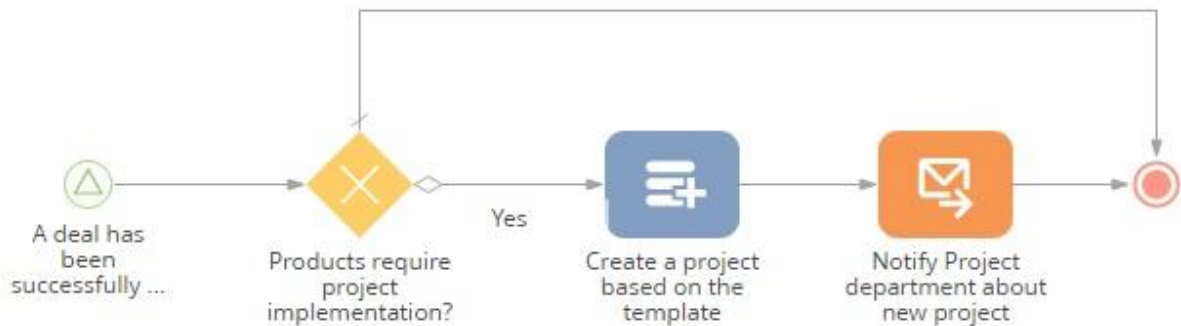 Yes
A deal has
been
successfully ...
Products require
project
implementation?
Create a project
based on the
template
Notify Project
department about
new project